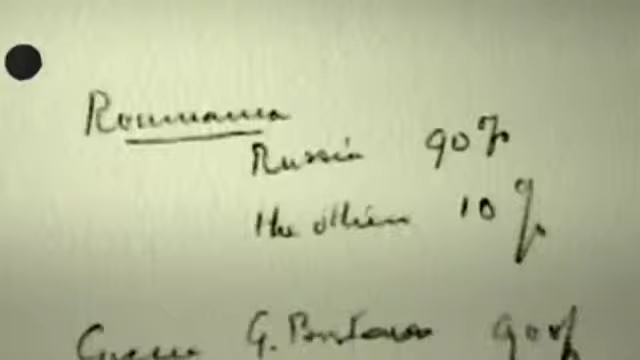 Roumania
Russia 90%
The others 10%
Greece G. Britain 90%